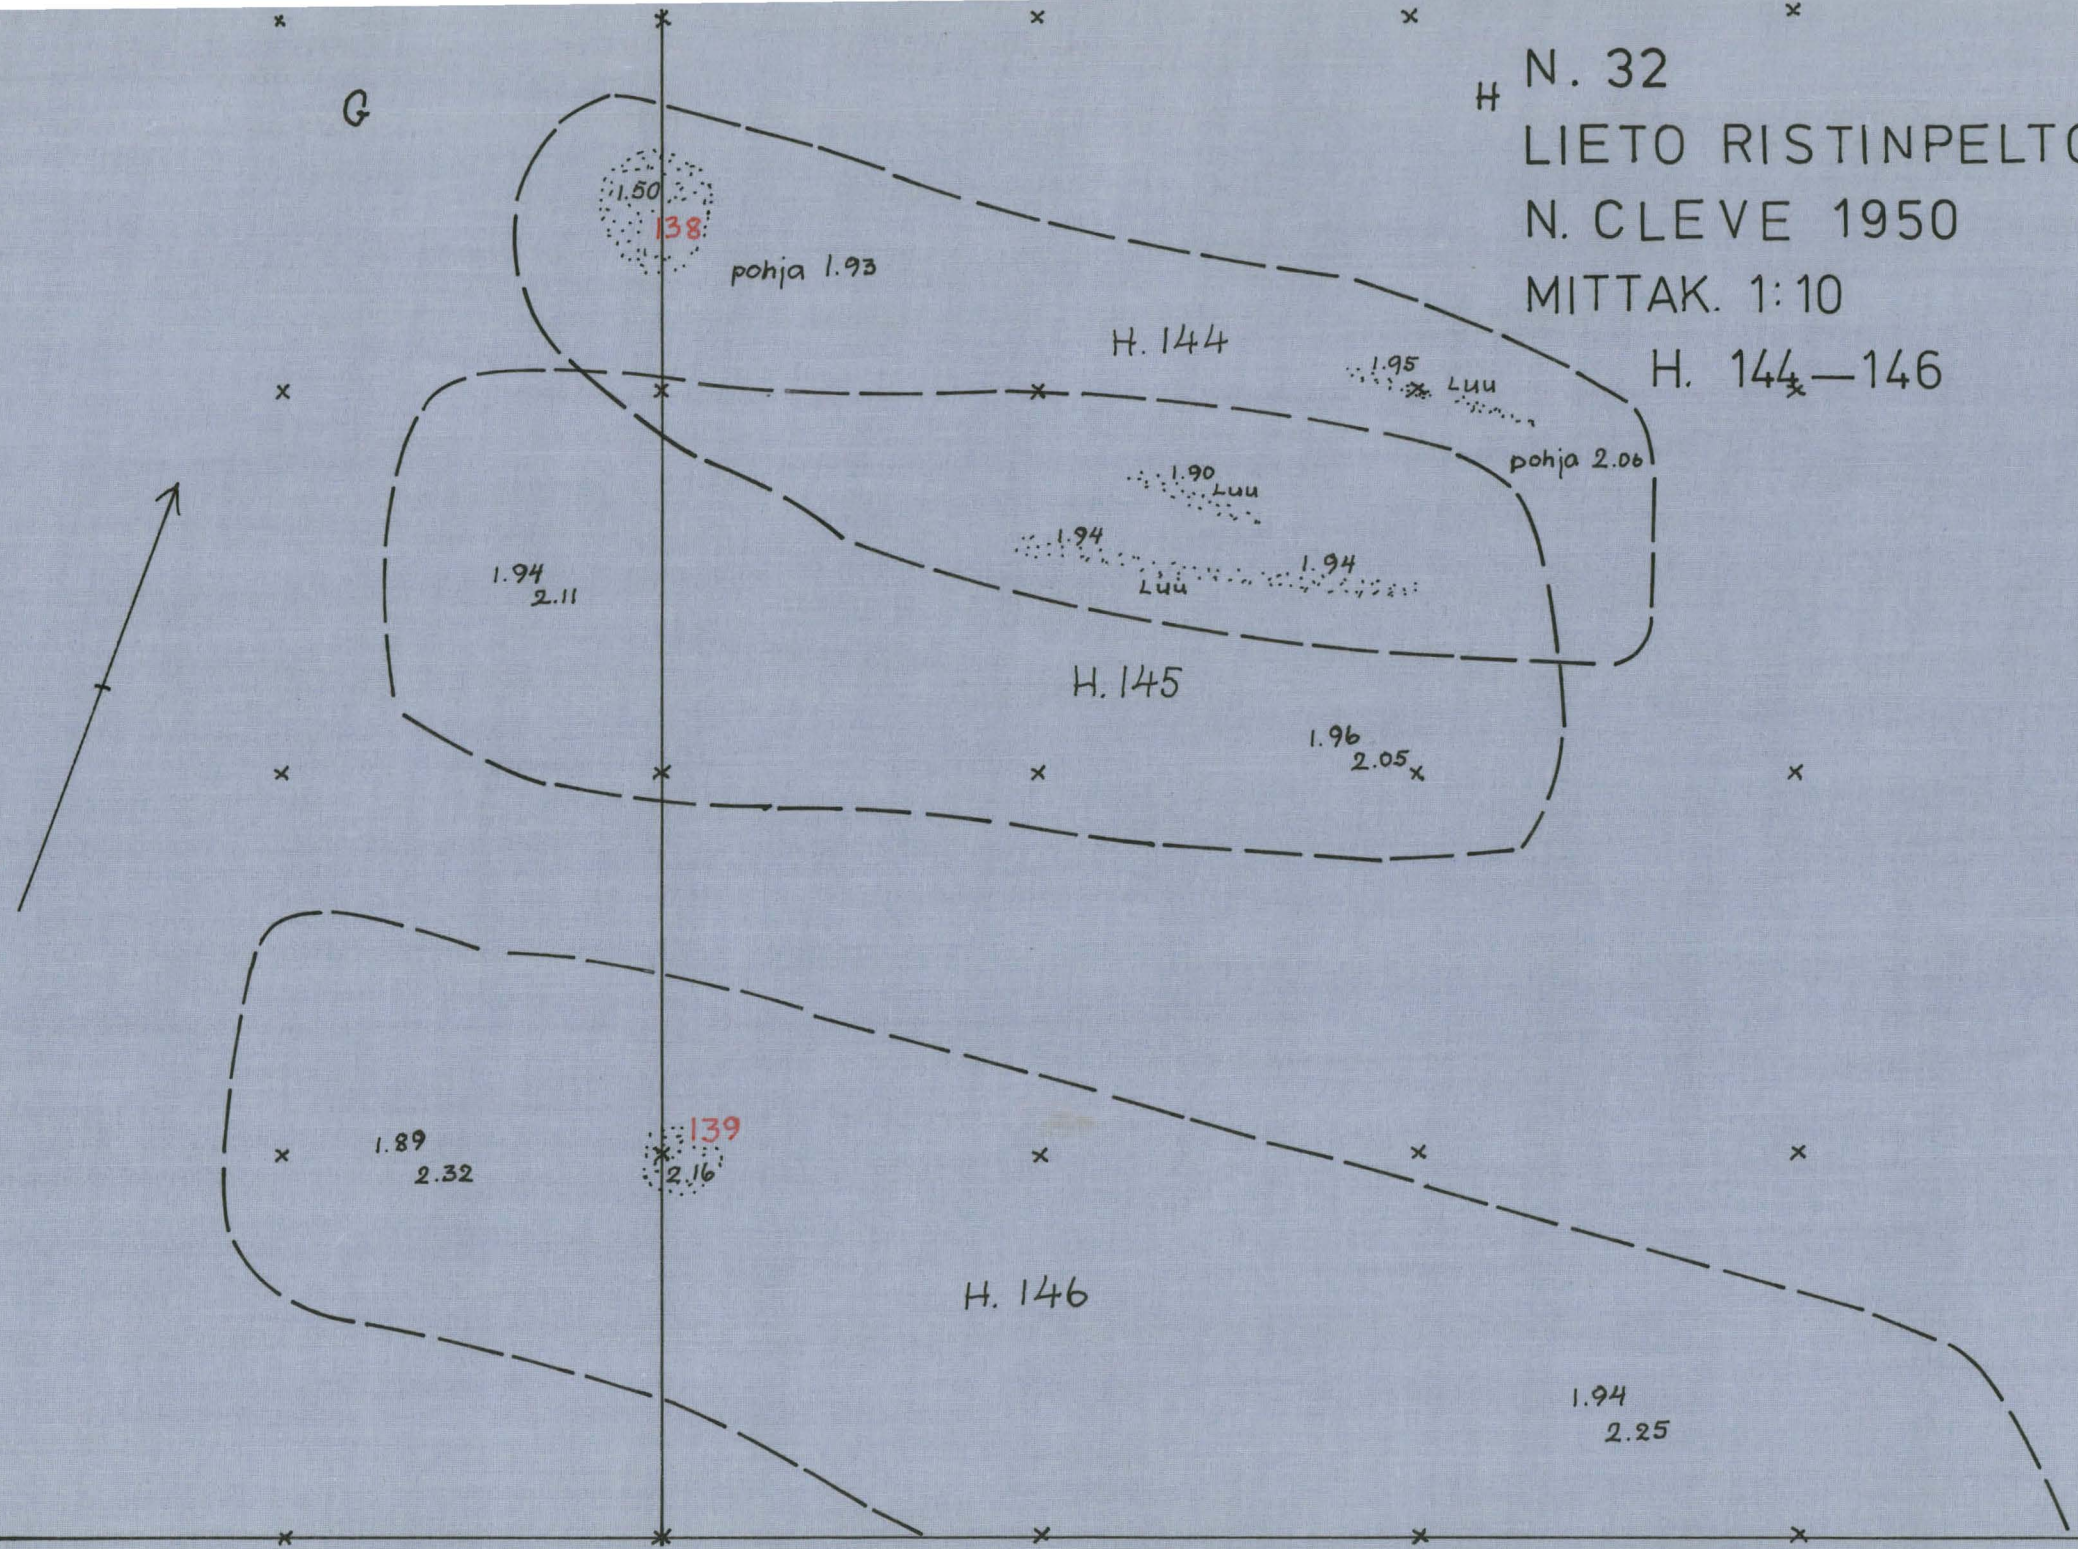 N. 32
G
H
LIETO RISTINPELTO
1.50
N. CLEVE 1950
138
pohja 1.93
MITTAK. 1:10
H. 144
1.95
Luu
H. 144—146
pohja 2.06
1.90
Luu
1.94
1.94
Luu
1.94
2.11
H. 145
1.96
2.05
139
1.89
2.32
2.16
H. 146
1.94
2.25